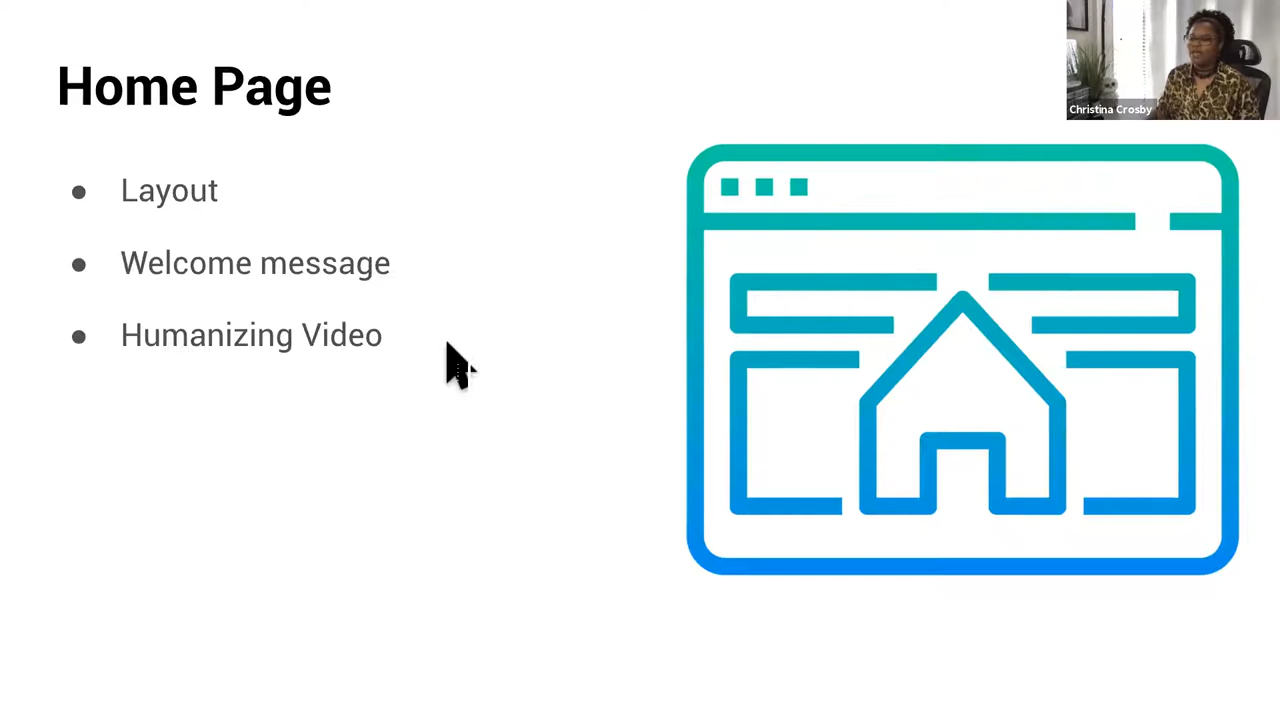 Home Page
Christina Crosby
● Layout
● Welcome message
● Humanizing Video